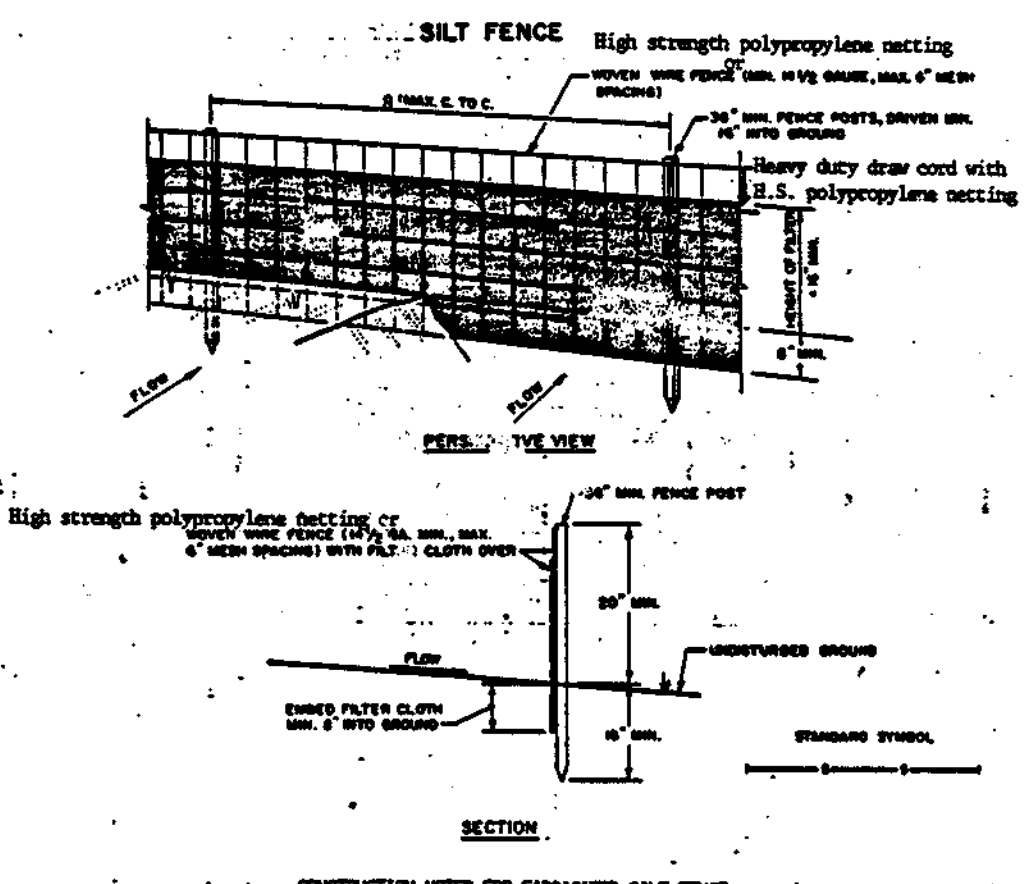 SILT FENCE
High strength polypropylene netting
or
WOVEN WIRE FENCE (MIN. 14 1/2 GAUGE, MAX. 6" MESH
SPACING)
8' MAX. C. TO C.
36" MIN. FENCE POSTS, DRIVEN MIN.
16" INTO GROUND
Heavy duty draw cord with
H.S. polypropylene netting
HEIGHT OF FILTER
16" MIN.
8" MIN.
FLOW
FLOW
PERS TIVE VIEW
36" MIN. FENCE POST
High strength polypropylene netting or
WOVEN WIRE FENCE (14 1/2 GA. MIN., MAX.
6" MESH SPACING) WITH FILT CLOTH OVER
20" MIN.
FLOW
UNDISTURBED GROUND
EMBED FILTER CLOTH
MIN. 8" INTO GROUND
16" MIN.
STANDARD SYMBOL
SECTION